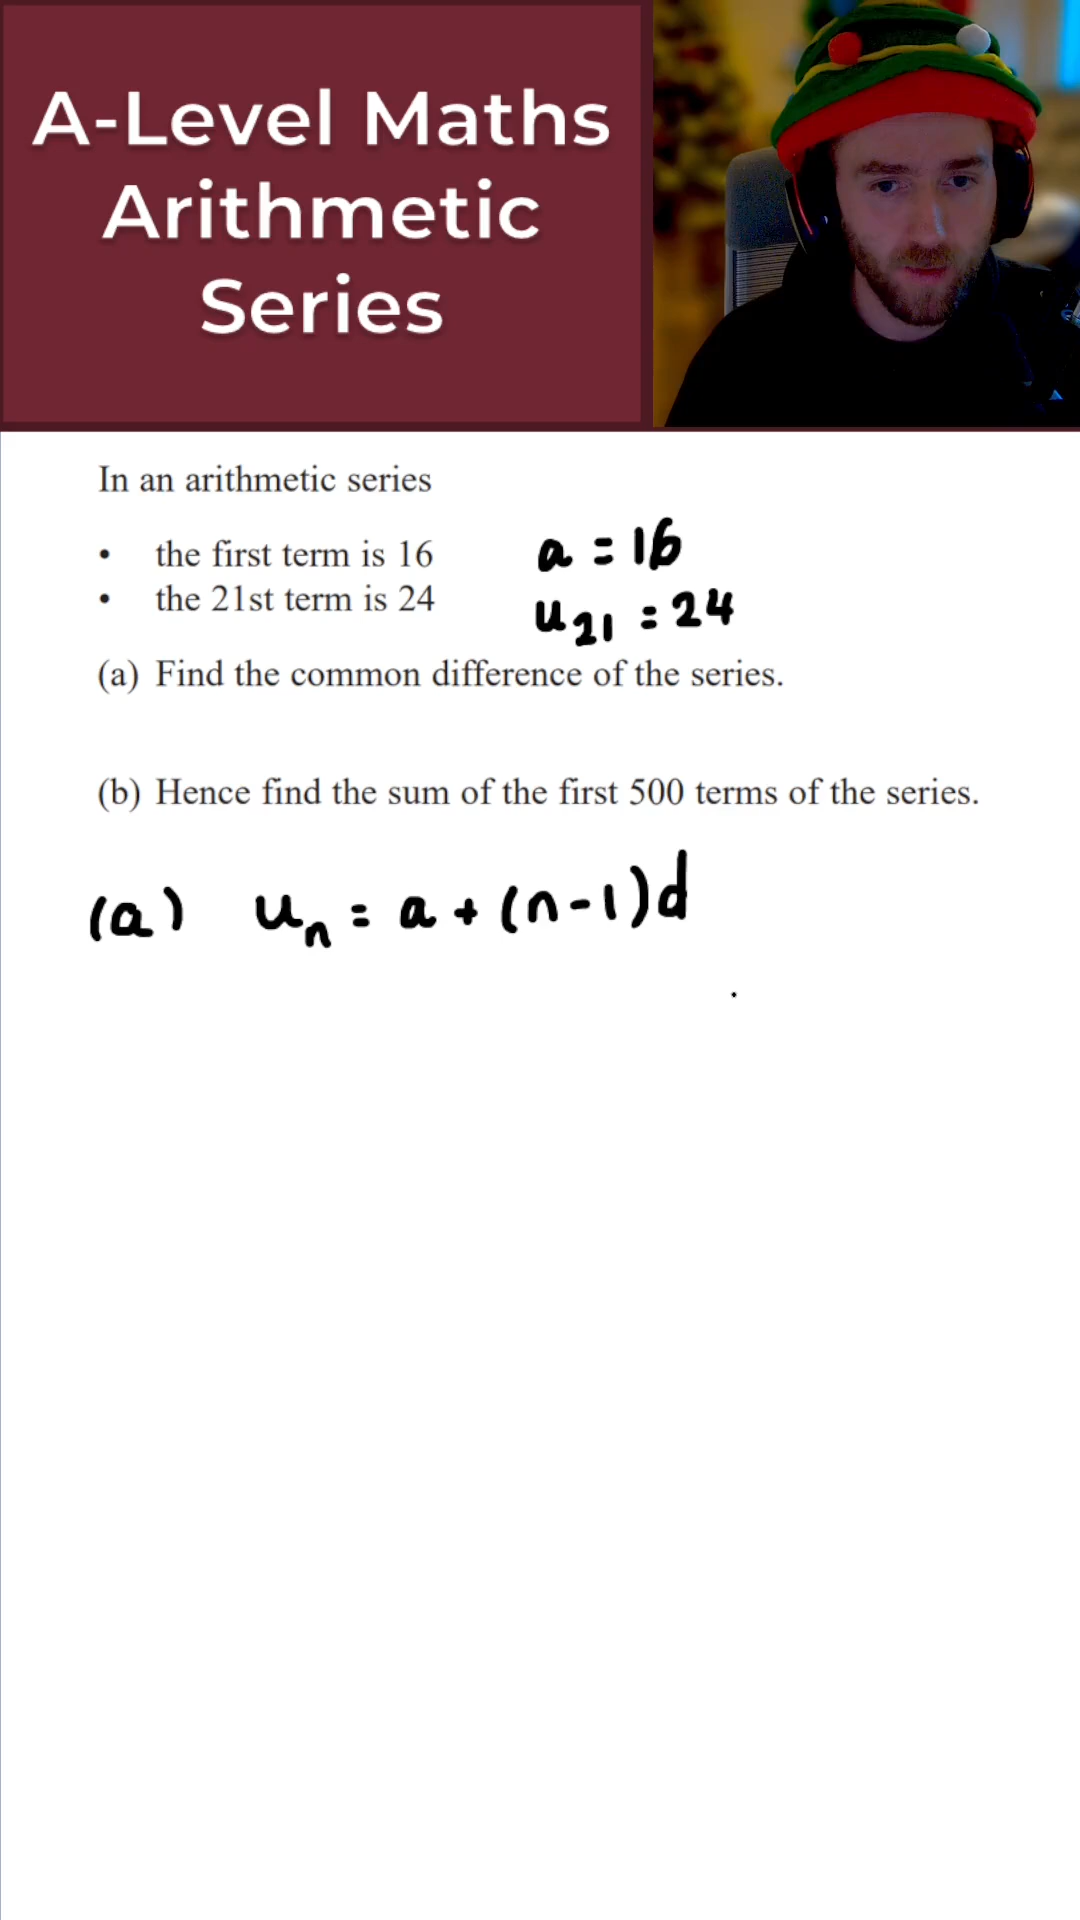 A-Level Maths
Arithmetic
Series
In an arithmetic series
• the first term is 16
a = 16
• the 21st term is 24
u₂₁ = 24
(a) Find the common difference of the series.
(b) Hence find the sum of the first 500 terms of the series.
(a) uₙ = a + (n-1)d